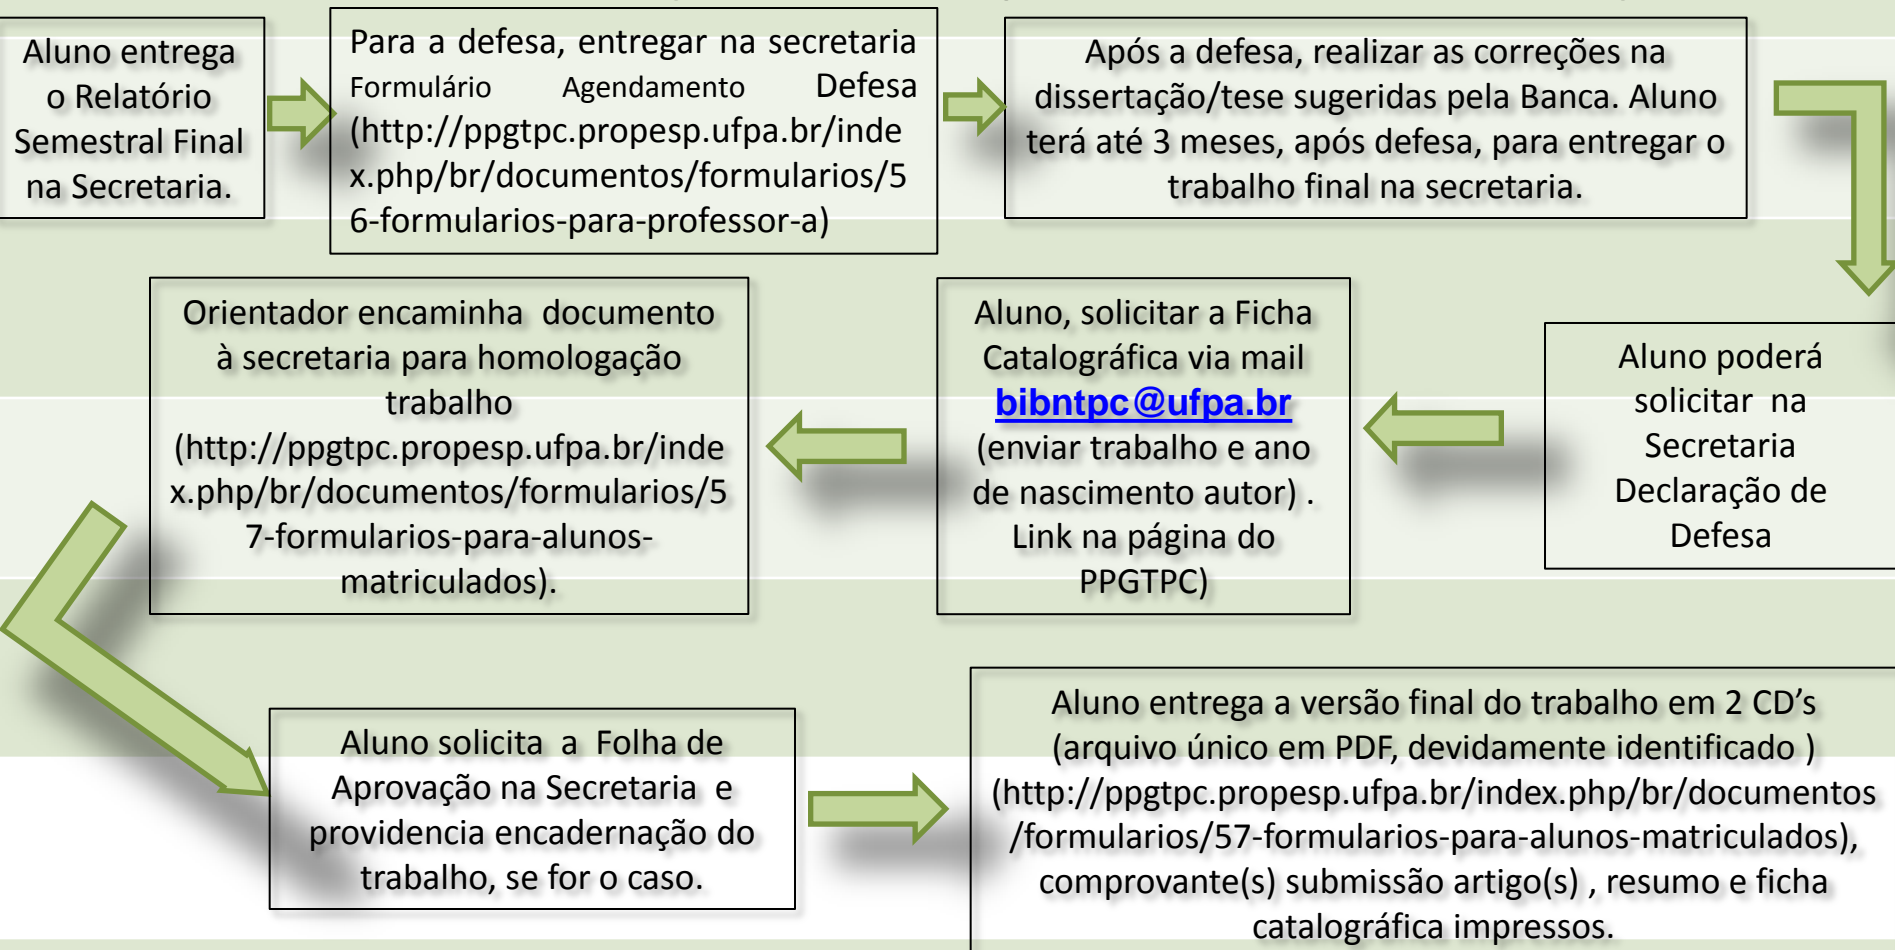 Aluno entrega
o Relatório
Semestral Final
na Secretaria.
Para a defesa, entregar na secretaria
Formulário Agendamento Defesa
(http://ppgtpc.propesp.ufpa.br/inde
x.php/br/documentos/formularios/5
6-formularios-para-professor-a)
Após a defesa, realizar as correções na
dissertação/tese sugeridas pela Banca. Aluno
terá até 3 meses, após defesa, para entregar o
trabalho final na secretaria.
Aluno poderá
solicitar na
Secretaria
Declaração de
Defesa
Aluno, solicitar a Ficha
Catalográfica via mail
bibntpc@ufpa.br
(enviar trabalho e ano
de nascimento autor) .
Link na página do
PPGTPC)
Orientador encaminha documento
à secretaria para homologação
trabalho
(http://ppgtpc.propesp.ufpa.br/inde
x.php/br/documentos/formularios/5
7-formularios-para-alunos-
matriculados).
Aluno solicita a Folha de
Aprovação na Secretaria e
providencia encadernação do
trabalho, se for o caso.
Aluno entrega a versão final do trabalho em 2 CD’s
(arquivo único em PDF, devidamente identificado )
(http://ppgtpc.propesp.ufpa.br/index.php/br/documentos
/formularios/57-formularios-para-alunos-matriculados),
comprovante(s) submissão artigo(s) , resumo e ficha
catalográfica impressos.